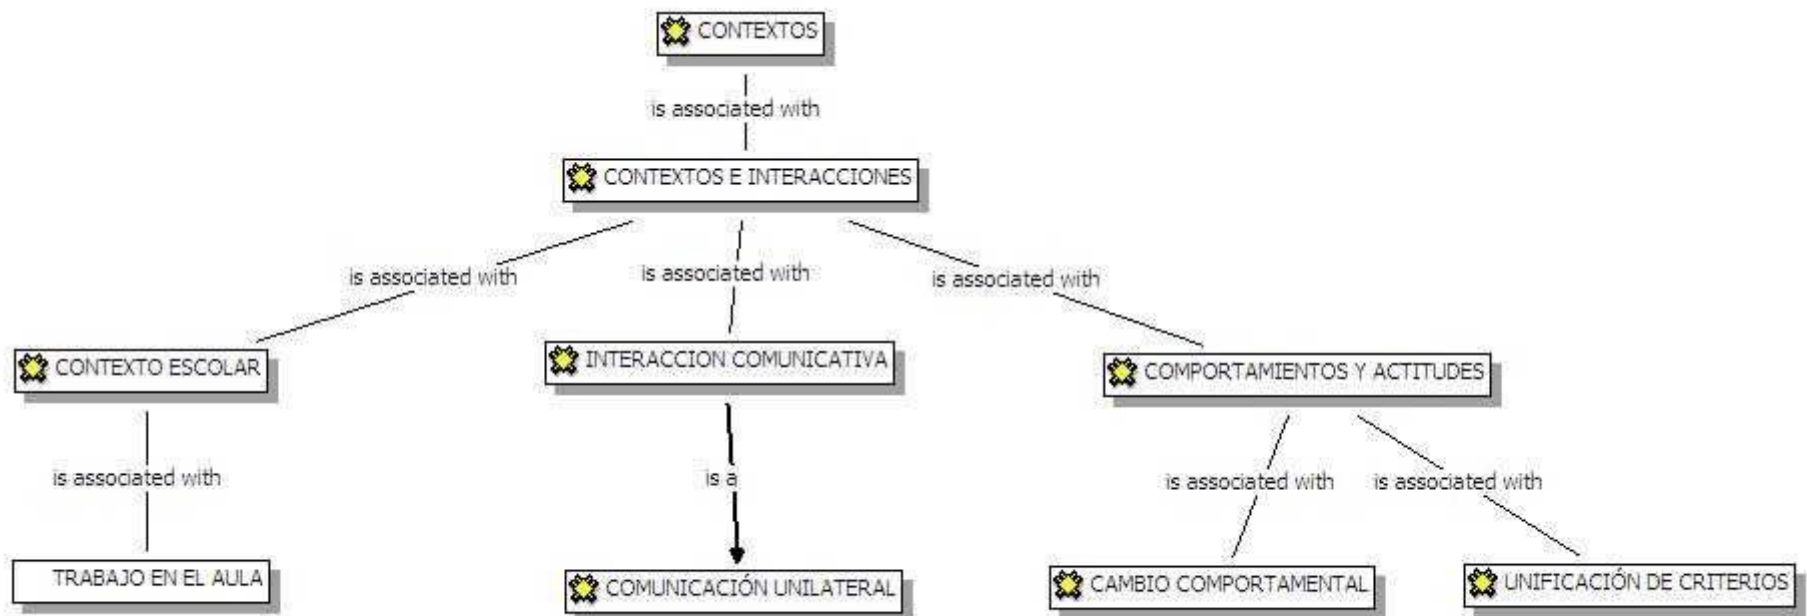 CONTEXTOS
is associated with
CONTEXTOS E INTERACCIONES
is associated with
is associated with
is associated with
CONTEXTO ESCOLAR
INTERACCION COMUNICATIVA
COMPORTAMIENTOS Y ACTITUDES
is associated with
is a
is associated with
is associated with
TRABAJO EN EL AULA
COMUNICACIÓN UNILATERAL
CAMBIO COMPORTAMENTAL
UNIFICACIÓN DE CRITERIOS